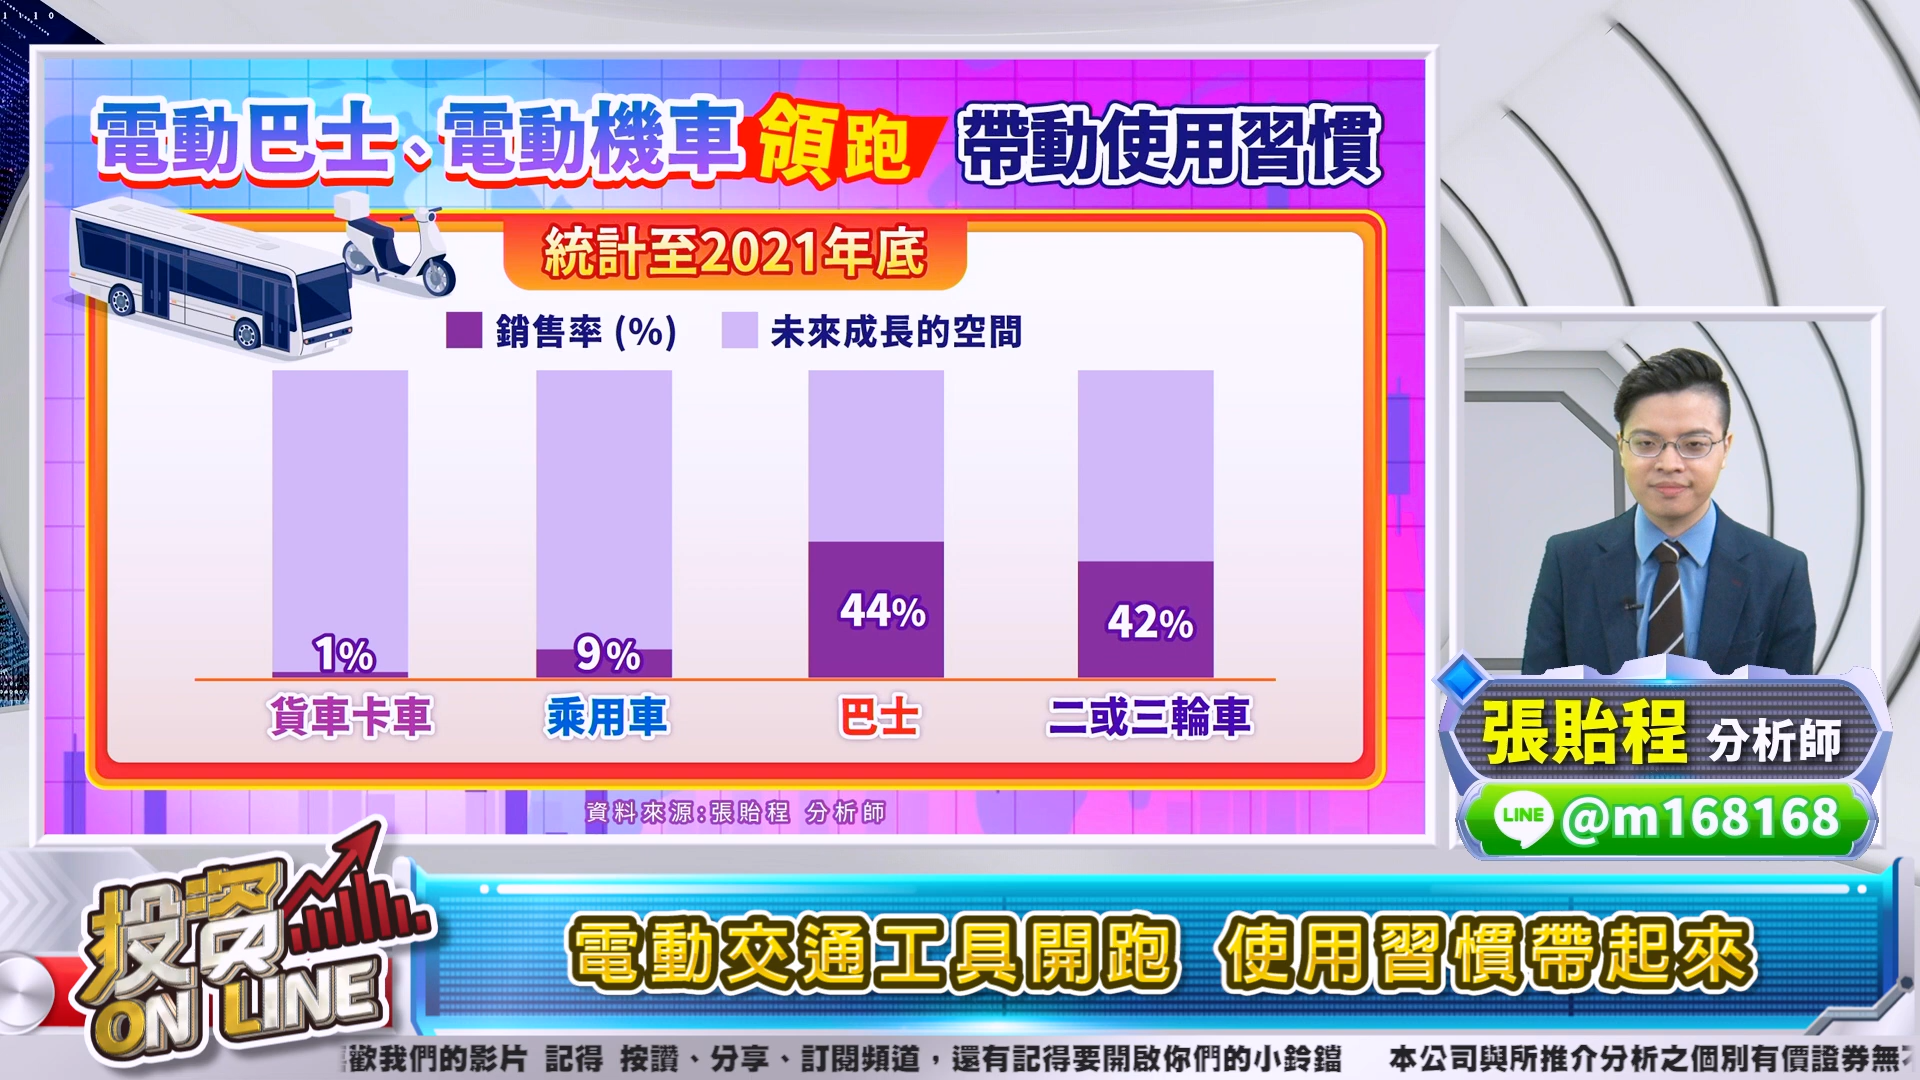 電動巴士、電動機車領跑 帶動使用習慣
統計至2021年底
銷售率 (%) 未來成長的空間
1% 9% 44% 42%
貨車卡車 乘用車 巴士 二或三輪車
資料來源:張貽程 分析師
張貽程 分析師
LINE @m168168
投資 ON LINE
電動交通工具開跑 使用習慣帶起來
歡我們的影片 記得 按讚、分享、訂閱頻道，還有記得要開啟你們的小鈴鐺 本公司與所推介分析之個別有價證券無